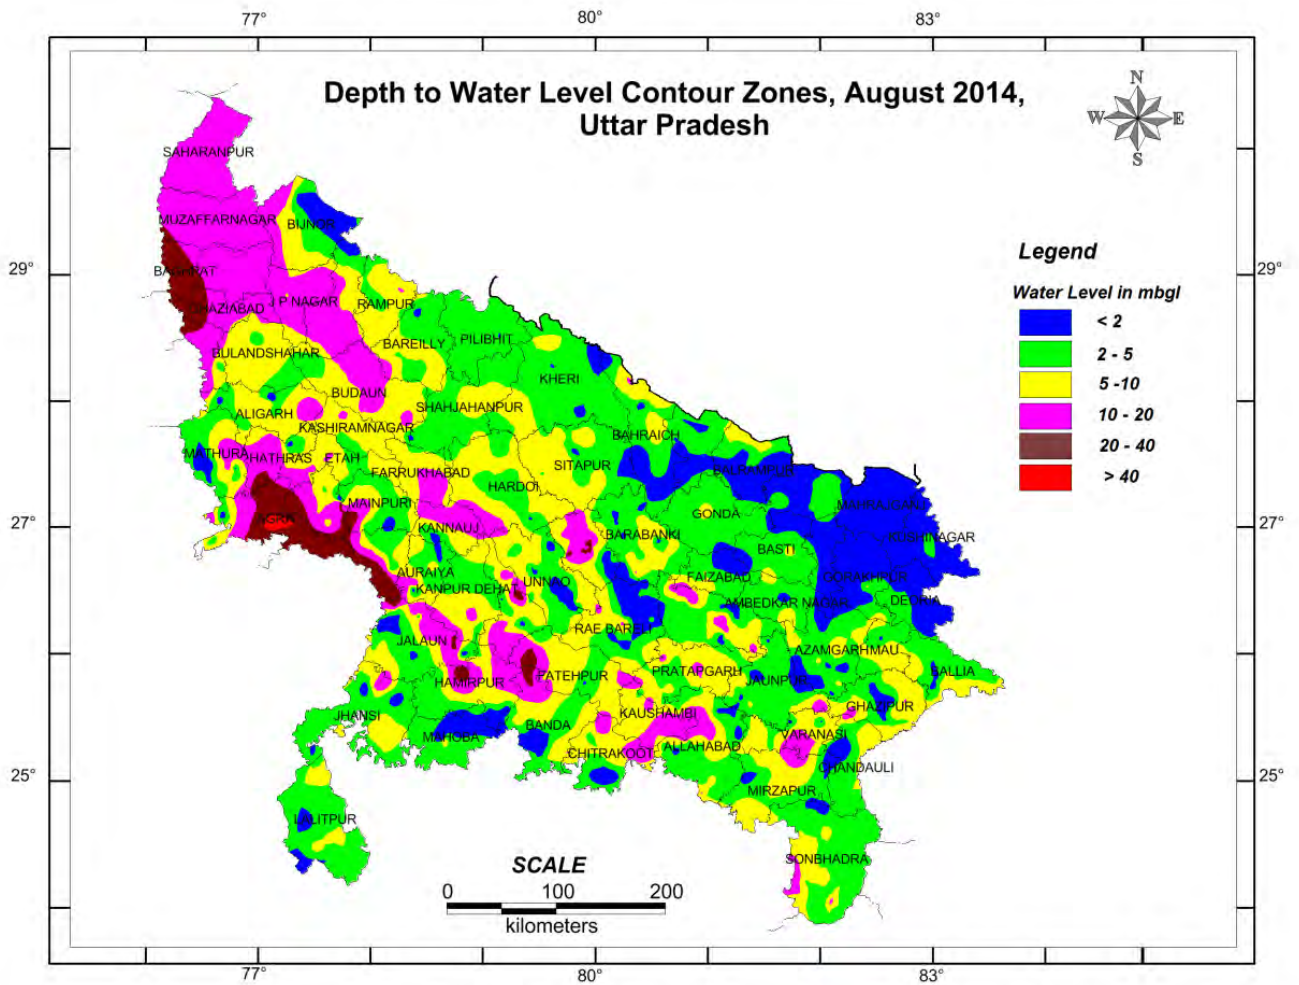 77°
80°
83°
Depth to Water Level Contour Zones, August 2014,
Uttar Pradesh
N
W
E
S
SAHARANPUR
MUZAFFARNAGAR
BIJNOR
Legend
29°
29°
BAGHPAT
Water Level in mbgl
GHAZIABAD
J P NAGAR
RAMPUR
< 2
BULANDSHAHAR
BAREILLY
PILIBHIT
2 - 5
KHERI
5 -10
BUDAUN
ALIGARH
SHAHJAHANPUR
10 - 20
KASHIRAMNAGAR
BAHRAICH
20 - 40
MATHURA
HATHRAS
ETAH
FARRUKHABAD
SITAPUR
BALRAMPUR
> 40
HARDOI
MAINPURI
MAHRAJGANJ
GONDA
AGRA
27°
27°
KANNAUJ
BARABANKI
KUSHINAGAR
BASTI
AURAIYA
KANPUR DEHAT
UNNAO
FAIZABAD
GORAKHPUR
AMBEDKAR NAGAR
DEORIA
JALAUN
RAE BARELI
AZAMGARHMAU
HAMIRPUR
FATEHPUR
PRATAPGARH
JAUNPUR
BALLIA
JHANSI
KAUSHAMBI
GHAZIPUR
MAHOBA
BANDA
CHITRAKOOT
ALLAHABAD
VARANASI
CHANDAULI
25°
25°
MIRZAPUR
LALITPUR
SONBHADRA
SCALE
0
100
200
kilometers
77°
80°
83°